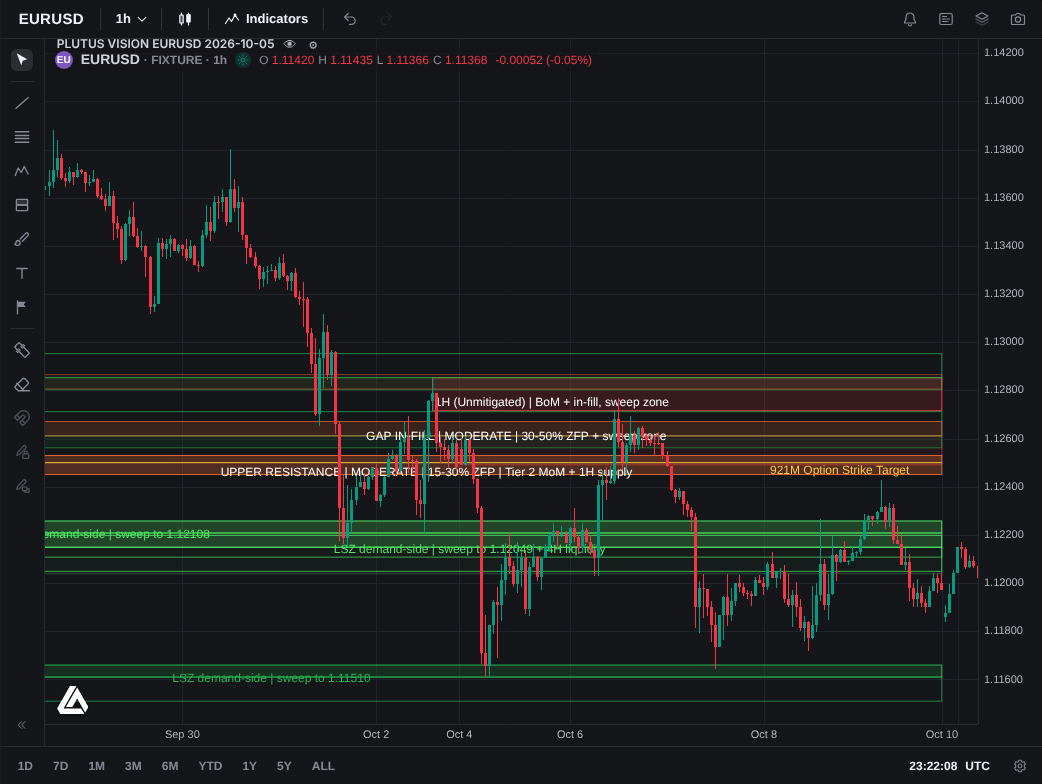 EURUSD 1h Indicators
PLUTUS VISION EURUSD 2026-10-05
EU EURUSD · FIXTURE · 1h O 1.11420 H 1.11435 L 1.11366 C 1.11368 -0.00052 (-0.05%)
1.14200
1.14000
1.13800
1.13600
1.13400
1.13200
1.13000
1.12800
1H (Unmitigated) | BoM + in-fill, sweep zone
GAP IN-FILL | MODERATE | 30-50% ZFP + sweep zone
1.12600
UPPER RESISTANCE | MODERATE | 15-30% ZFP | Tier 2 MoM + 1H supply
921M Option Strike Target
1.12400
emand-side | sweep to 1.12108
1.12200
LSZ demand-side | sweep to 1.12049 + 4H liquidity
1.12000
1.11800
LSZ demand-side | sweep to 1.11510
1.11600
Sep 30 Oct 2 Oct 4 Oct 6 Oct 8 Oct 10
1D 7D 1M 3M 6M YTD 1Y 5Y ALL 23:22:08 UTC